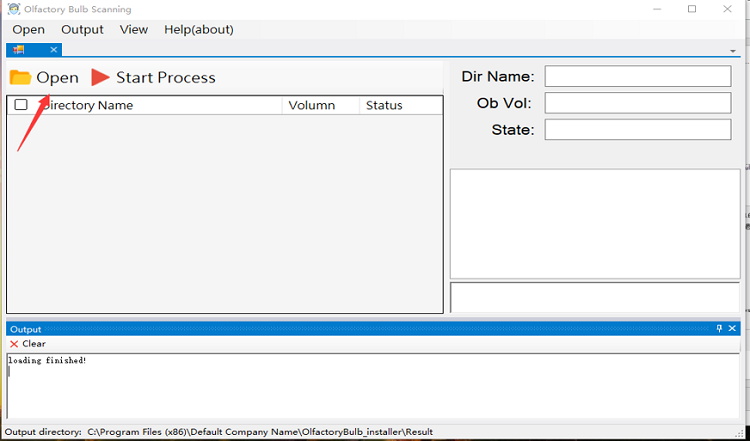 Olfactory Bulb Scanning
Open Output View Help(about)
Open Start Process
Directory Name Volumn Status
Dir Name:
Ob Vol:
State:
Output
Clear
loading finished!
Output directory: C:\Program Files (x86)\Default Company Name\OlfactoryBulb_installer\Result